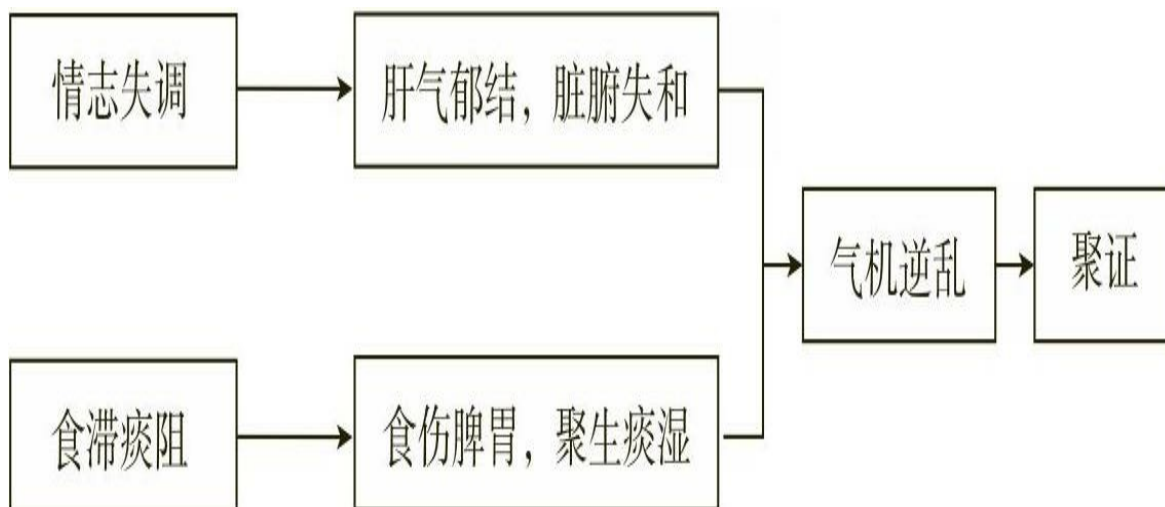 情志失调
肝气郁结，脏腑失和
气机逆乱
聚证
食滞痰阻
食伤脾胃，聚生痰湿